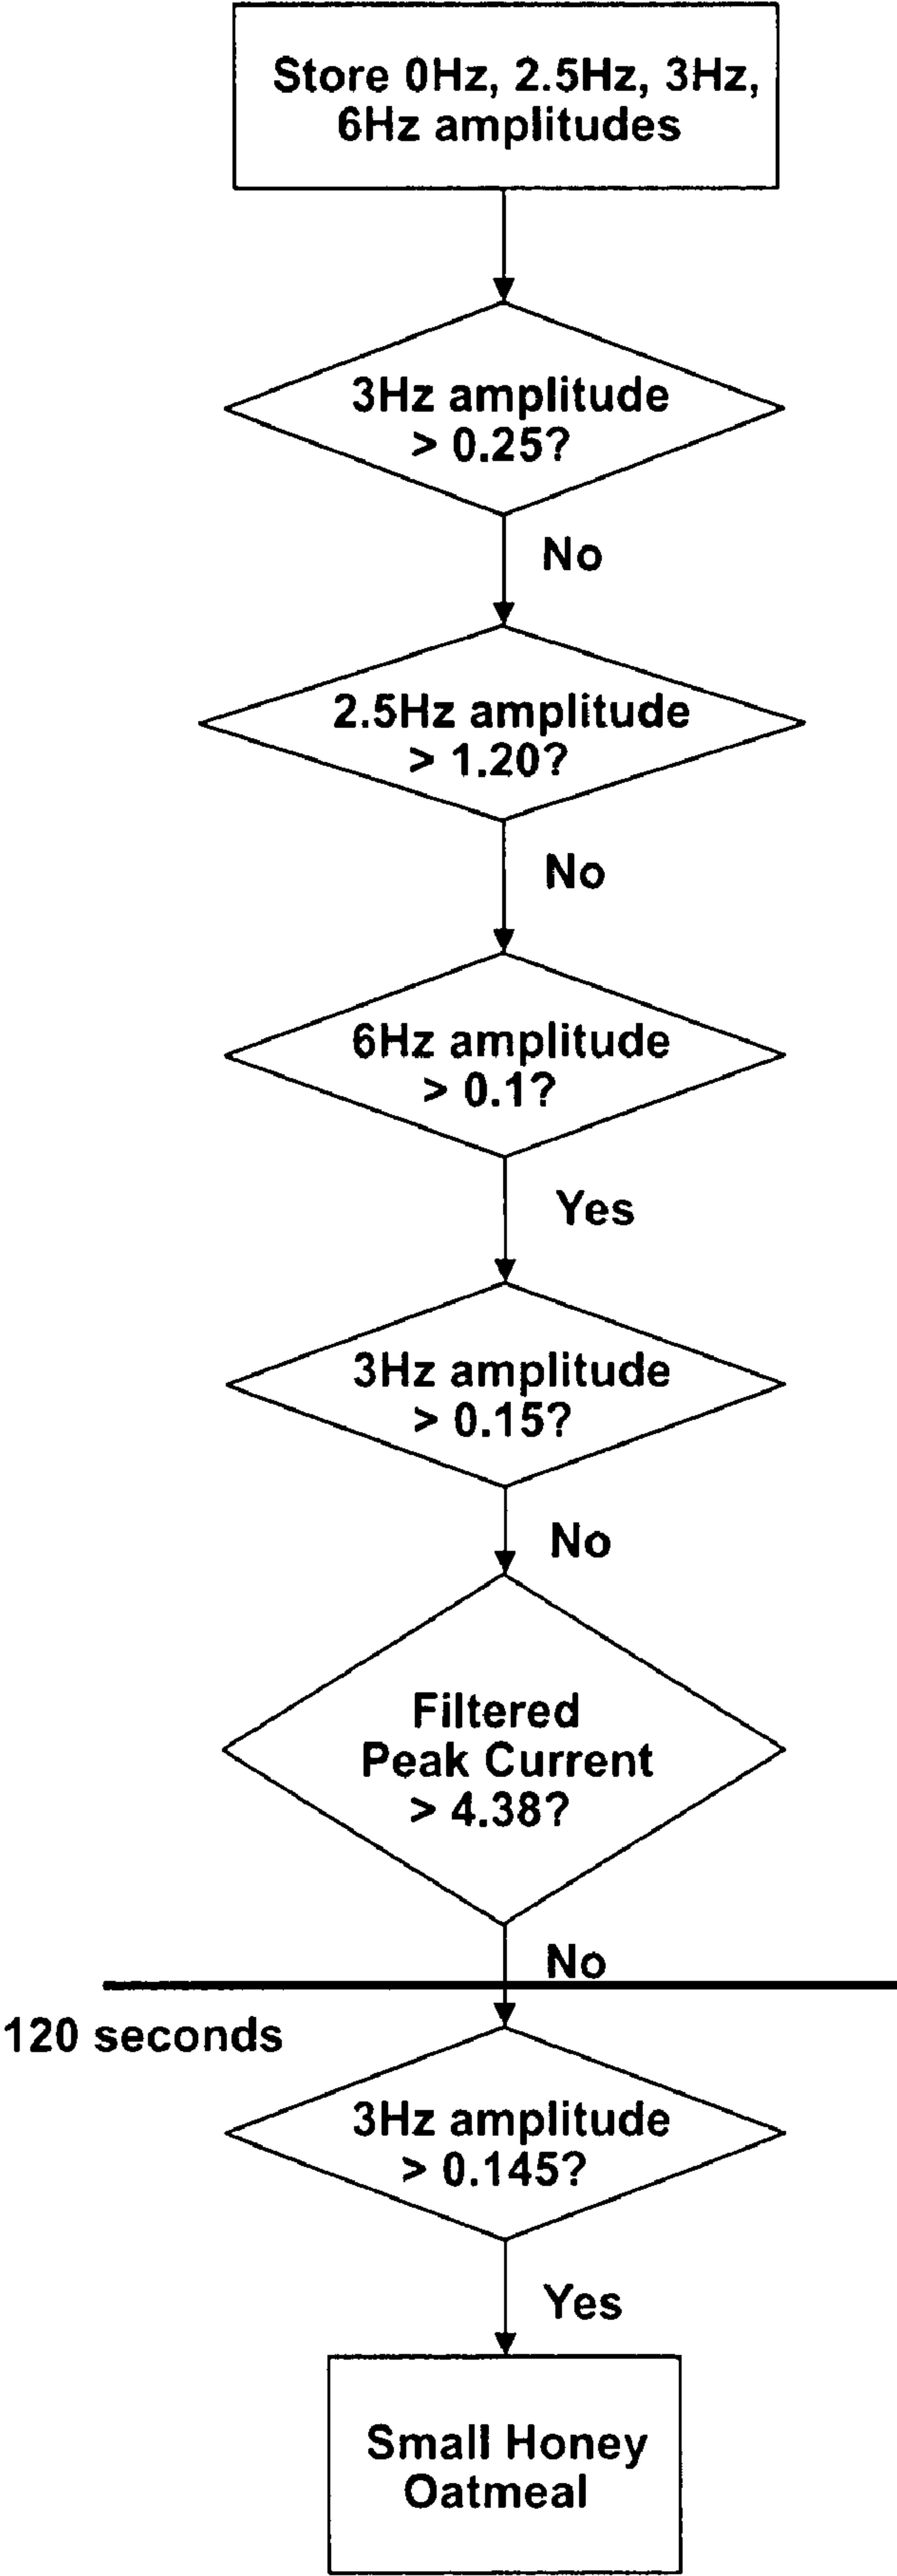 Store 0Hz, 2.5Hz, 3Hz,
6Hz amplitudes
3Hz amplitude
> 0.25?
No
2.5Hz amplitude
> 1.20?
No
6Hz amplitude
> 0.1?
Yes
3Hz amplitude
> 0.15?
No
Filtered
Peak Current
> 4.38?
No
120 seconds
3Hz amplitude
> 0.145?
Yes
Small Honey
Oatmeal